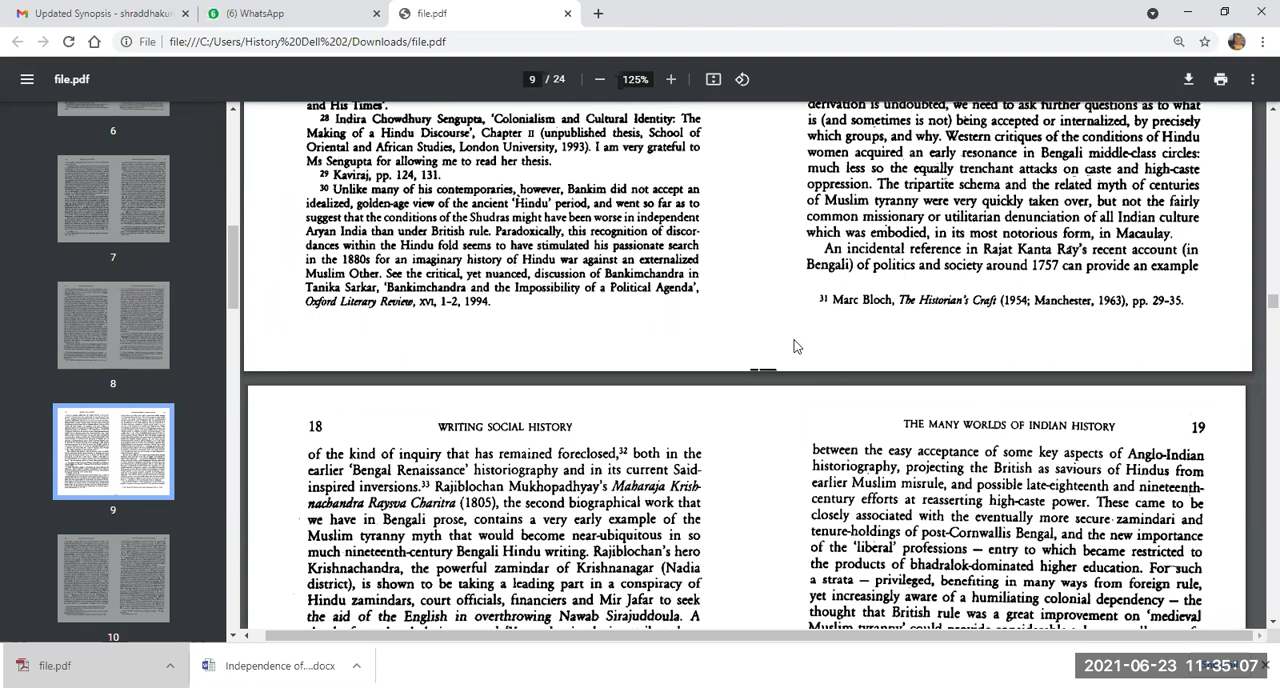 Updated Synopsis - shraddhaku
(6) WhatsApp
file.pdf
File
file:///C:/Users/History%20Dell%202/Downloads/file.pdf
file.pdf
9 / 24
125%
6
7
8
9
10
and His Times'.
28 Indira Chowdhury Sengupta, 'Colonialism and Cultural Identity: The
Making of a Hindu Discourse', Chapter II (unpublished thesis, School of
Oriental and African Studies, London University, 1993). I am very grateful to
Ms Sengupta for allowing me to read her thesis.
29 Kaviraj, pp. 124, 131.
30 Unlike many of his contemporaries, however, Bankim did not accept an
idealized, golden-age view of the ancient 'Hindu' period, and went so far as to
suggest that the conditions of the Shudras might have been worse in independent
Aryan India than under British rule. Paradoxically, this recognition of discor-
dances within the Hindu fold seems to have stimulated his passionate search
in the 1880s for an imaginary history of Hindu war against an externalized
Muslim Other. See the critical, yet nuanced, discussion of Bankimchandra in
Tanika Sarkar, 'Bankimchandra and the Impossibility of a Political Agenda',
Oxford Literary Review, XVI, 1–2, 1994.
derivation is undoubted, we need to ask further questions as to what
is (and sometimes is not) being accepted or internalized, by precisely
which groups, and why. Western critiques of the conditions of Hindu
women acquired an early resonance in Bengali middle-class circles:
much less so the equally trenchant attacks on caste and high-caste
oppression. The tripartite schema and the related myth of centuries
of Muslim tyranny were very quickly taken over, but not the fairly
common missionary or utilitarian denunciation of all Indian culture
which was embodied, in its most notorious form, in Macaulay.
An incidental reference in Rajat Kanta Ray's recent account (in
Bengali) of politics and society around 1757 can provide an example
31 Marc Bloch, The Historian's Craft (1954; Manchester, 1963), pp. 29-35.
18
WRITING SOCIAL HISTORY
of the kind of inquiry that has remained foreclosed,32 both in the
earlier 'Bengal Renaissance' historiography and in its current Said-
inspired inversions.33 Rajiblochan Mukhopadhyay's Maharaja Krish-
nachandra Raysya Charitra (1805), the second biographical work that
we have in Bengali prose, contains a very early example of the
Muslim tyranny myth that would become near-ubiquitous in so
much nineteenth-century Bengali Hindu writing. Rajiblochan's hero
Krishnachandra, the powerful zamindar of Krishnanagar (Nadia
district), is shown to be taking a leading part in a conspiracy of
Hindu zamindars, court officials, financiers and Mir Jafar to seek
the aid of the English in overthrowing Nawab Sirajuddoula. A
THE MANY WORLDS OF INDIAN HISTORY
19
between the easy acceptance of some key aspects of Anglo-Indian
historiography, projecting the British as saviours of Hindus from
earlier Muslim misrule, and possible late-eighteenth and nineteenth-
century efforts at reasserting high-caste power. These came to be
closely associated with the eventually more secure zamindari and
tenure-holdings of post-Cornwallis Bengal, and the new importance
of the 'liberal' professions – entry to which became restricted to
the products of bhadralok-dominated higher education. For such
a strata – privileged, benefiting in many ways from foreign rule,
yet increasingly aware of a humiliating colonial dependency – the
thought that British rule was a great improvement on 'medieval
file.pdf
Independence of....docx
2021-06-23 11:35:07